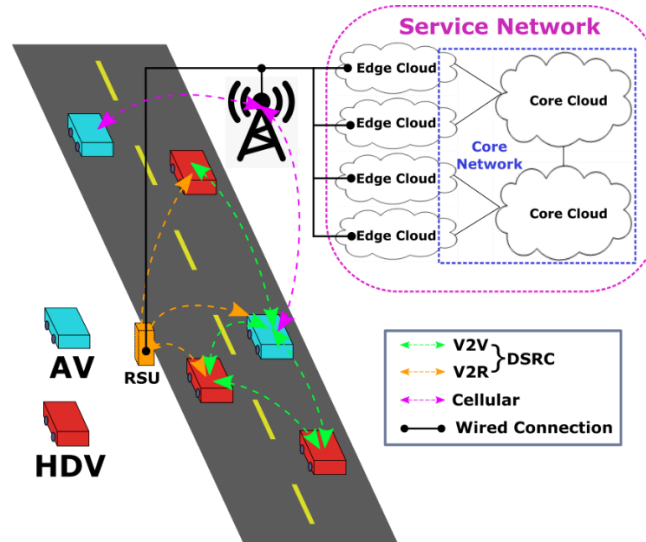 Service Network
Edge Cloud
Edge Cloud
Edge Cloud
Edge Cloud
Core Cloud
Core
Network
Core Cloud
AV
HDV
RSU
V2V
V2R
DSRC
Cellular
Wired Connection